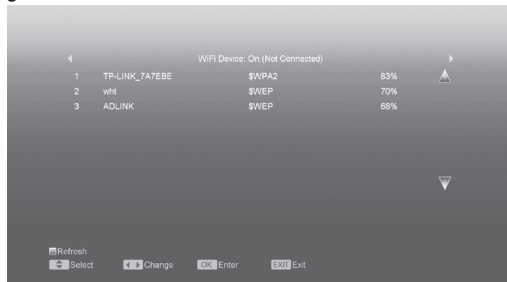 WiFi Device: On (Not Connected)
1 TP-LINK_7A7EBE $WPA2 83%
2 wht $WEP 70%
3 ADLINK $WEP 68%
Refresh
Select Change OK Enter EXIT Exit